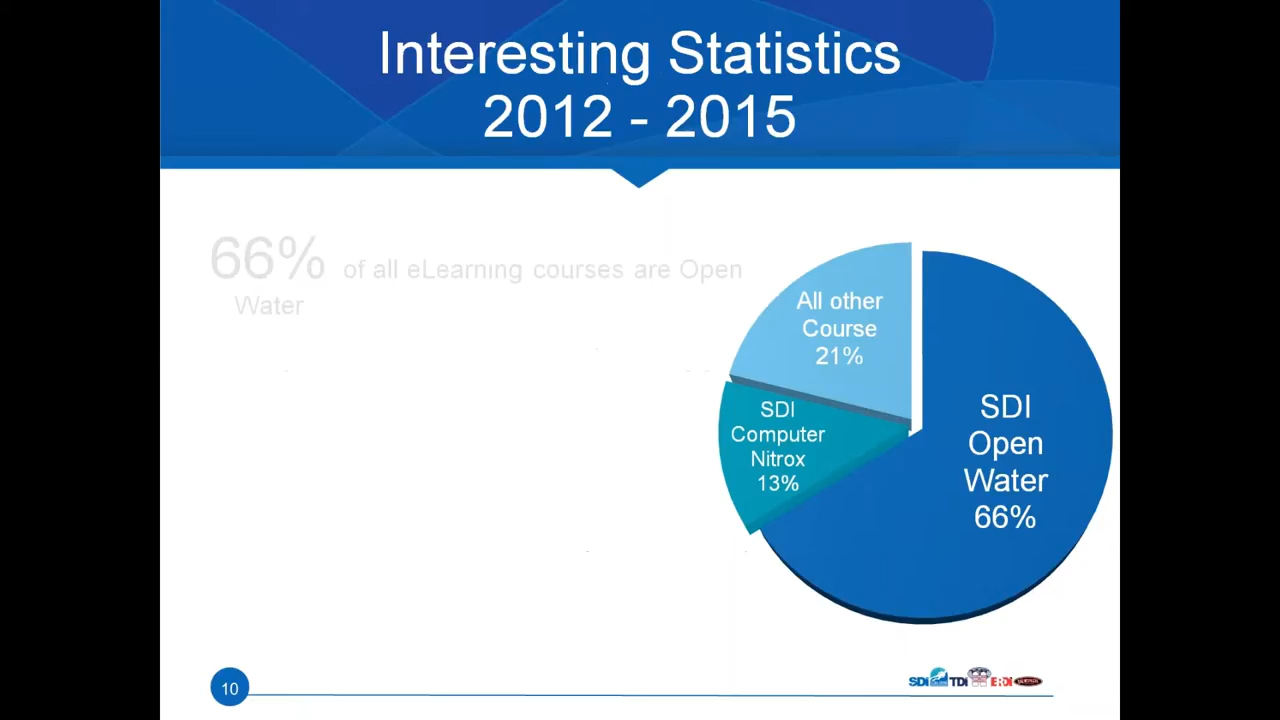 Interesting Statistics
2012 - 2015
66% of all eLearning courses are Open
Water
All other
Course
21%
SDI
Computer
Nitrox
13%
SDI
Open
Water
66%
10
SDI TDI ERDI